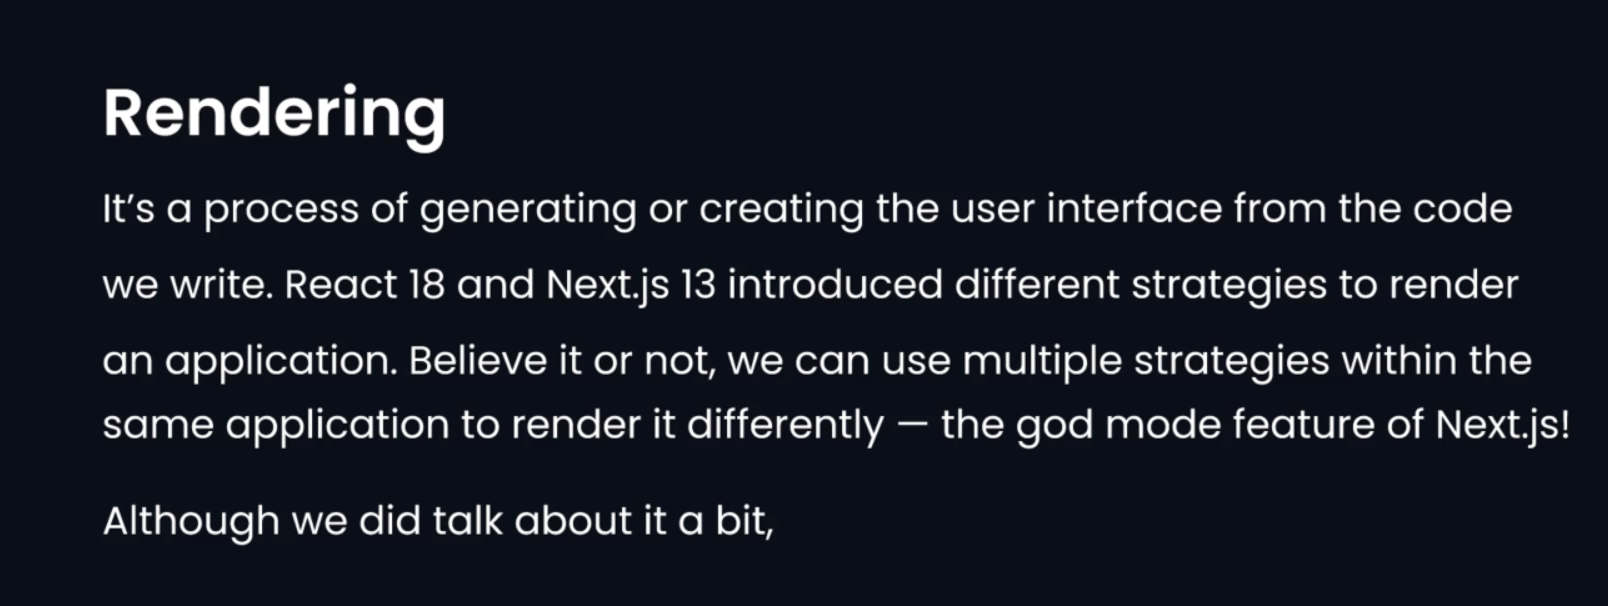 Rendering
It’s a process of generating or creating the user interface from the code
we write. React 18 and Next.js 13 introduced different strategies to render
an application. Believe it or not, we can use multiple strategies within the
same application to render it differently — the god mode feature of Next.js!
Although we did talk about it a bit,